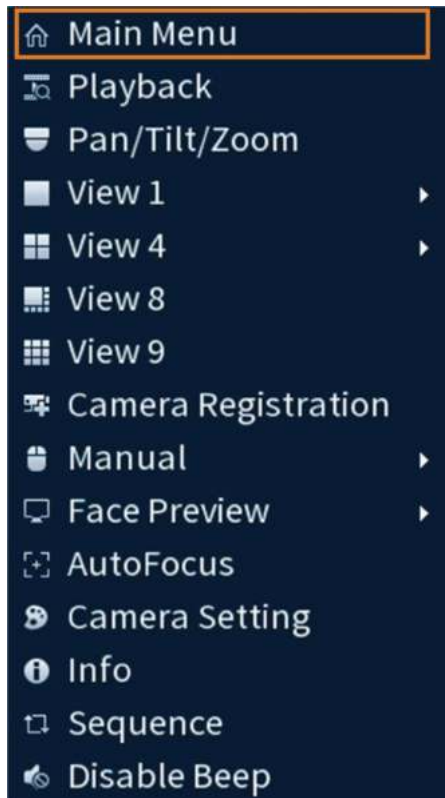 Main Menu
Playback
Pan/Tilt/Zoom
View 1
View 4
View 8
View 9
Camera Registration
Manual
Face Preview
AutoFocus
Camera Setting
Info
Sequence
Disable Beep